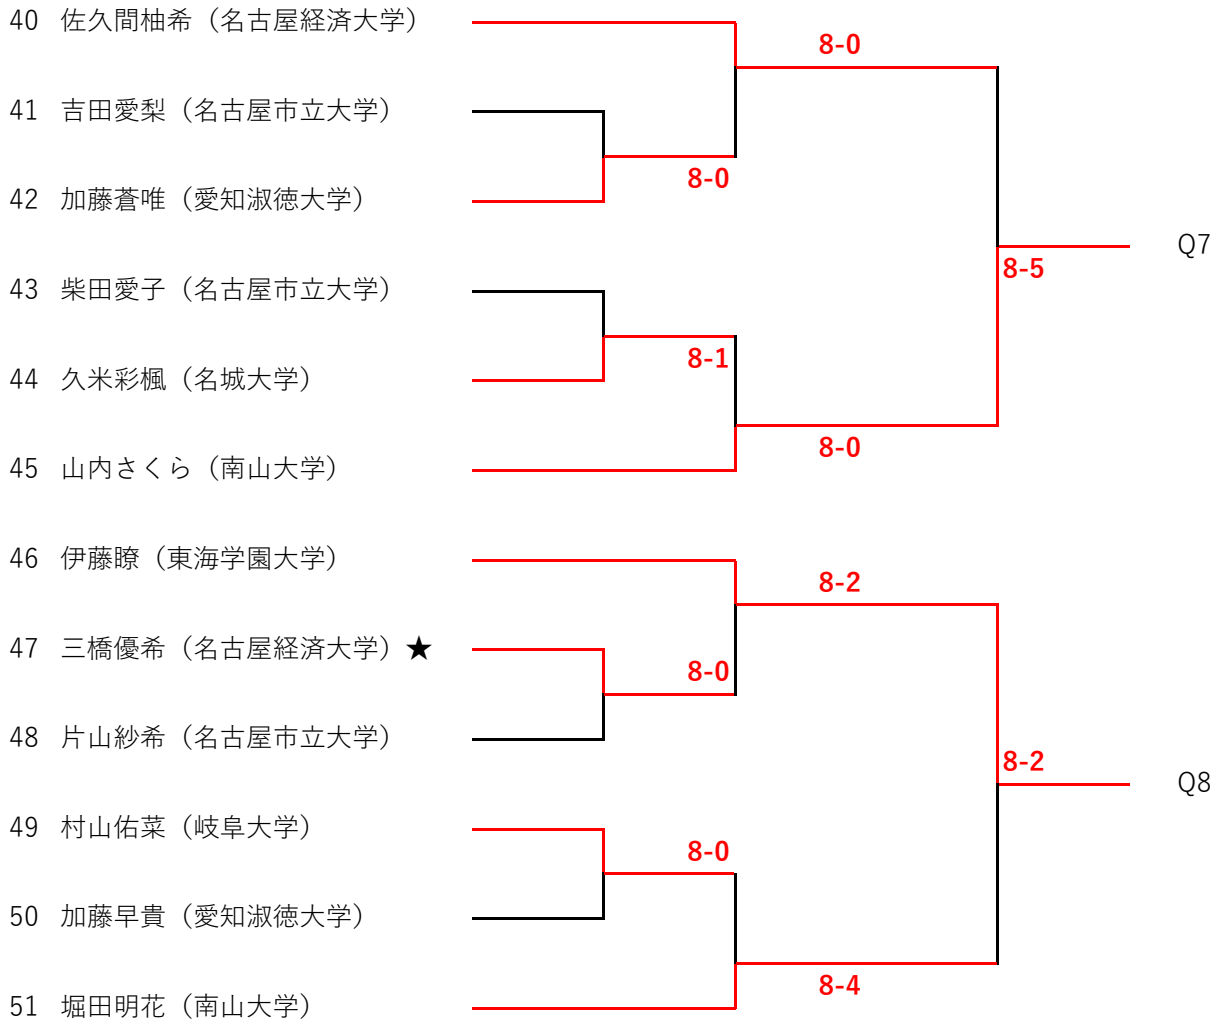 40 佐久間柚希（名古屋経済大学）
8-0
41 吉田愛梨（名古屋市立大学）
8-0
42 加藤蒼唯（愛知淑徳大学）
Q7
8-5
43 柴田愛子（名古屋市立大学）
8-1
44 久米彩楓（名城大学）
8-0
45 山内さくら（南山大学）
46 伊藤瞭（東海学園大学）
8-2
47 三橋優希（名古屋経済大学）★
8-0
48 片山紗希（名古屋市立大学）
8-2
Q8
49 村山佑菜（岐阜大学）
8-0
50 加藤早貴（愛知淑徳大学）
8-4
51 堀田明花（南山大学）